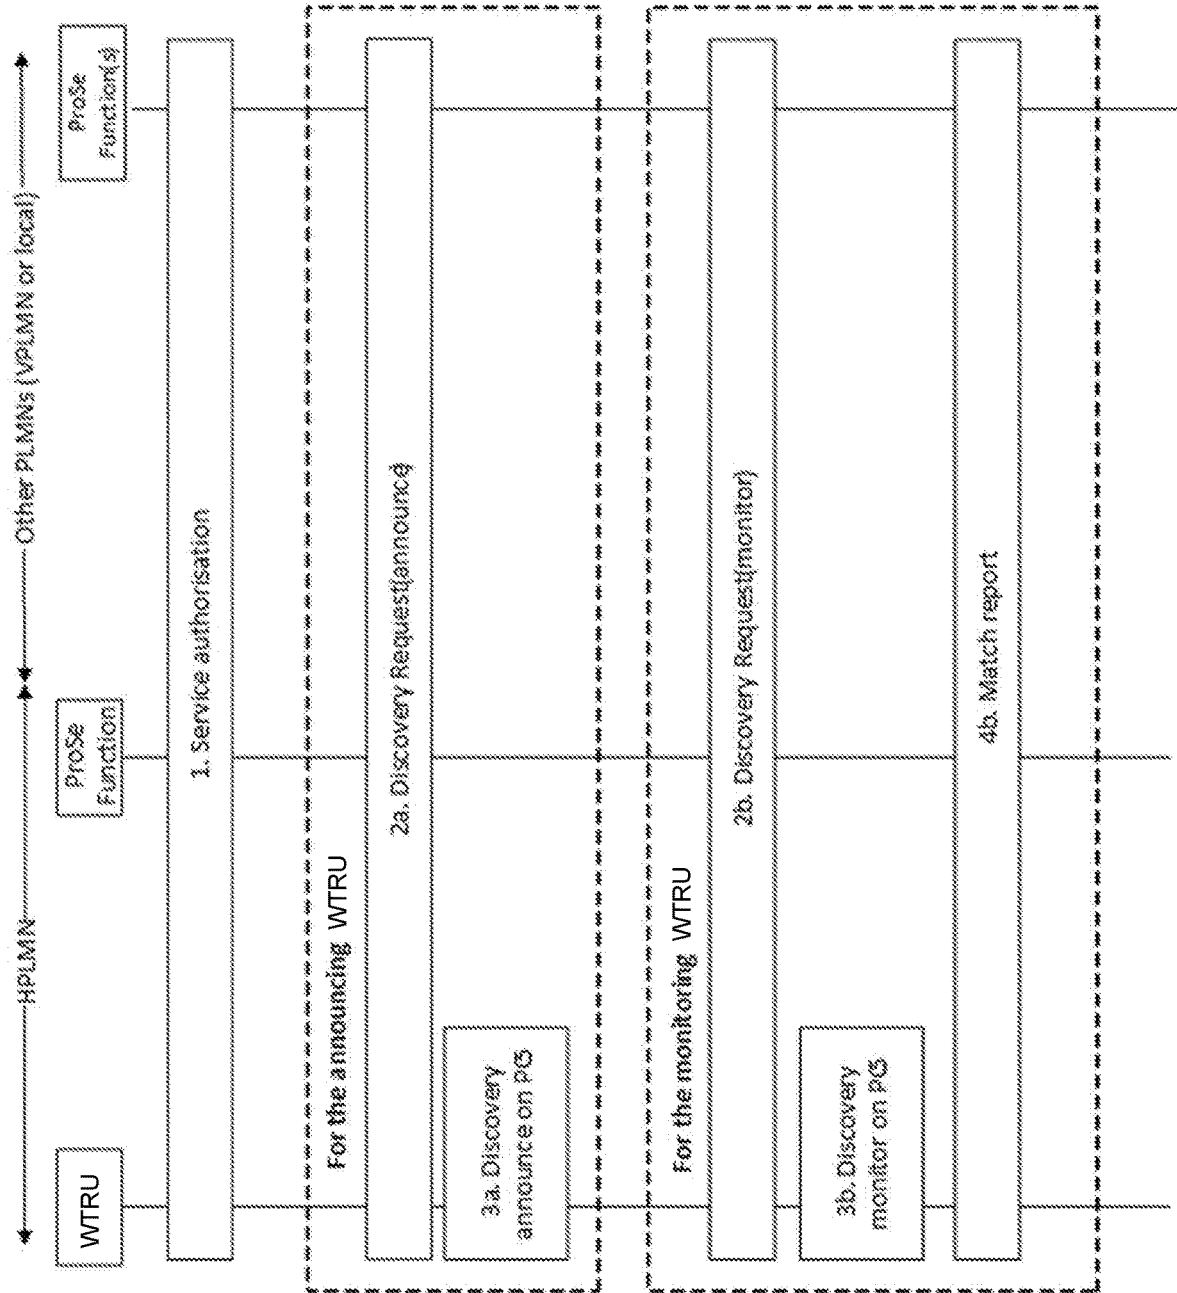 HPLMN
Other PLMNs (VPLMN or local)
WTRU
ProSe
Function
ProSe
Function(s)
1. Service authorisation
For the announcing WTRU
2a. Discovery Request(announce)
3a. Discovery
announce on PC5
For the monitoring WTRU
2b. Discovery Request(monitor)
3b. Discovery
monitor on PC5
4b. Match report